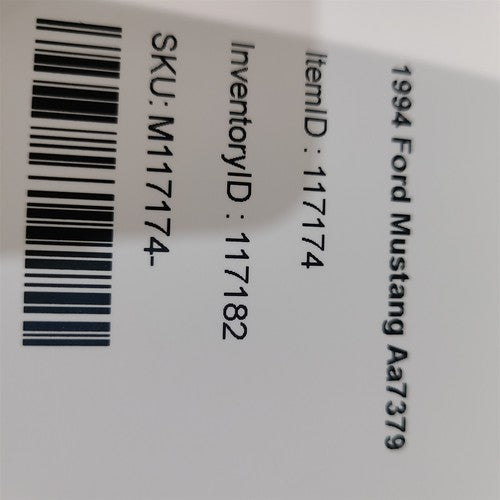 1994 Ford Mustang Aa7379
ItemID : 117174
InventoryID : 117182
SKU: M117174-